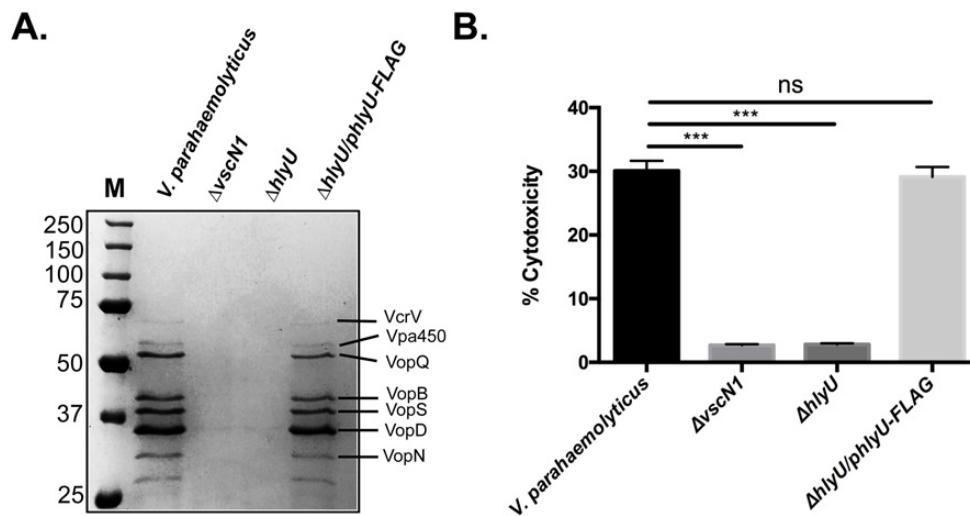 A.
M
V. parahaemolyticus
ΔvscN1
ΔhlyU
ΔhlyU/phlyU-FLAG
250
150
100
75
50
37
25
VcrV
Vpa450
VopQ
VopB
VopS
VopD
VopN
B.
ns
***
***
40
30
20
10
0
% Cytotoxicity
V. parahaemolyticus
ΔvscN1
ΔhlyU
ΔhlyU/phlyU-FLAG